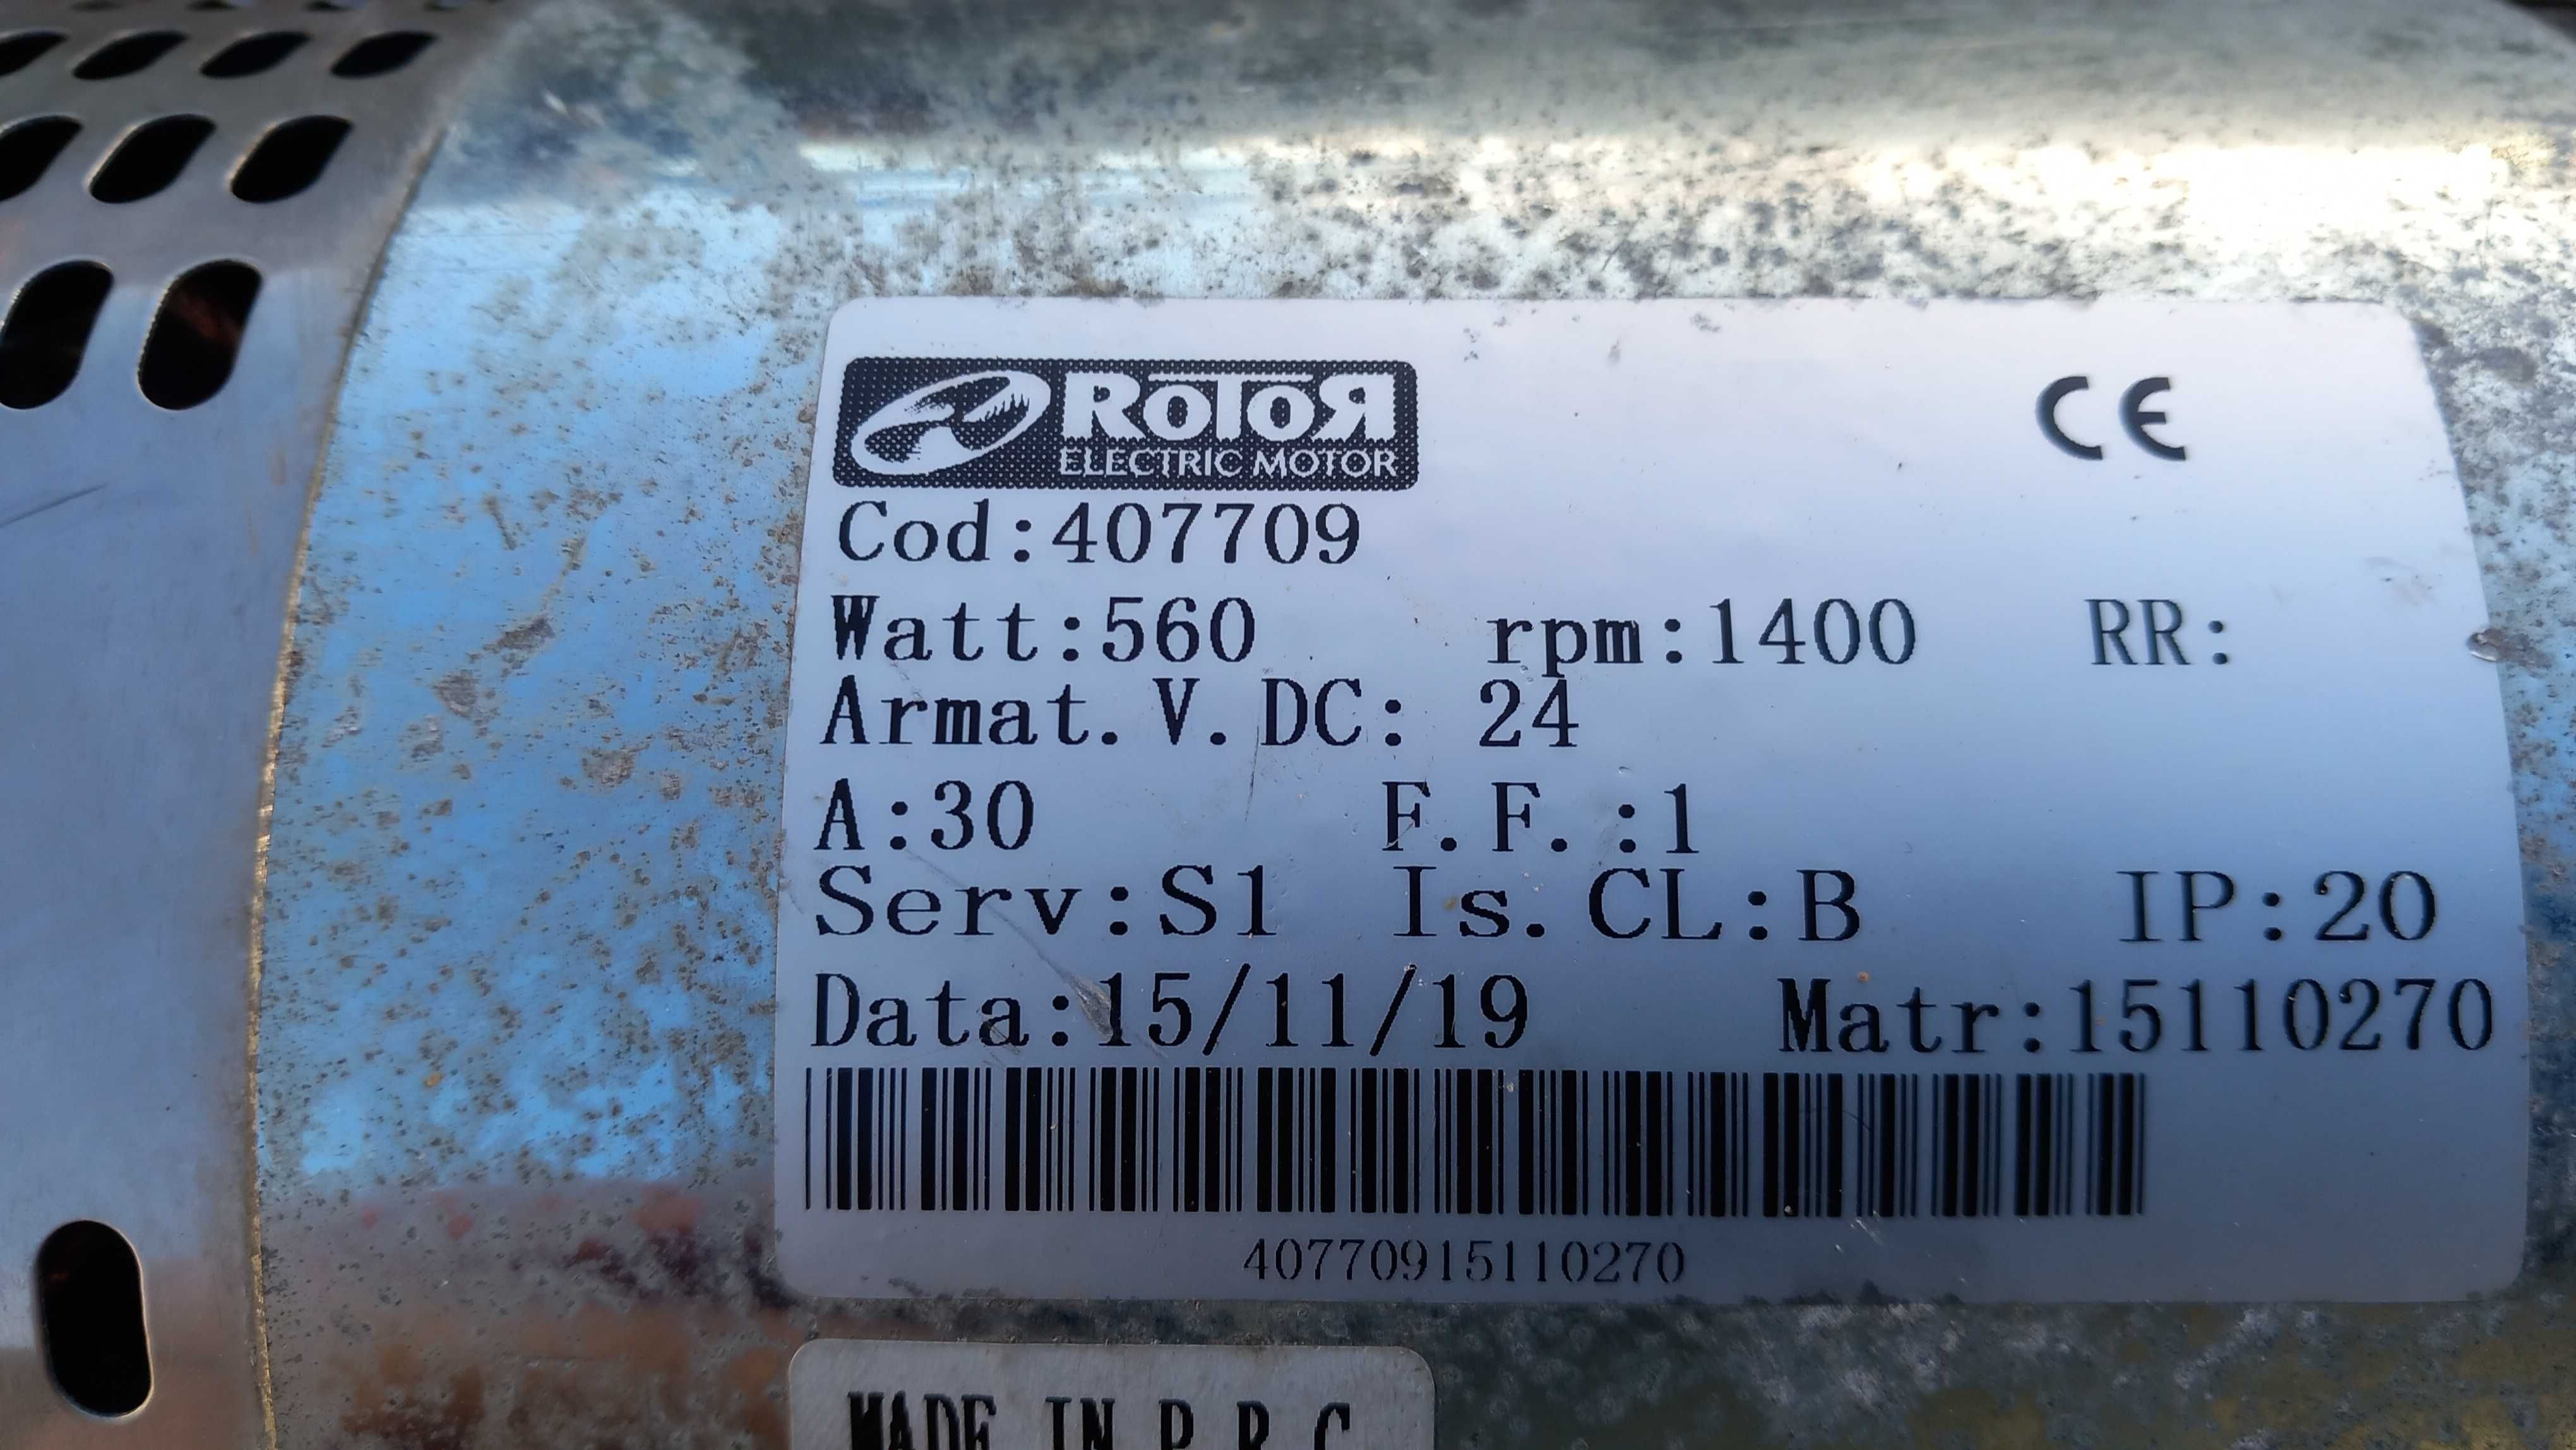 RoToR
ELECTRIC MOTOR
CE
Cod:407709
Watt:560 rpm:1400 RR:
Armat.V.DC: 24
A:30 F.F.:1
Serv:S1 Is.CL:B IP:20
Data:15/11/19 Matr:15110270
40770915110270
MADE IN P.R.C